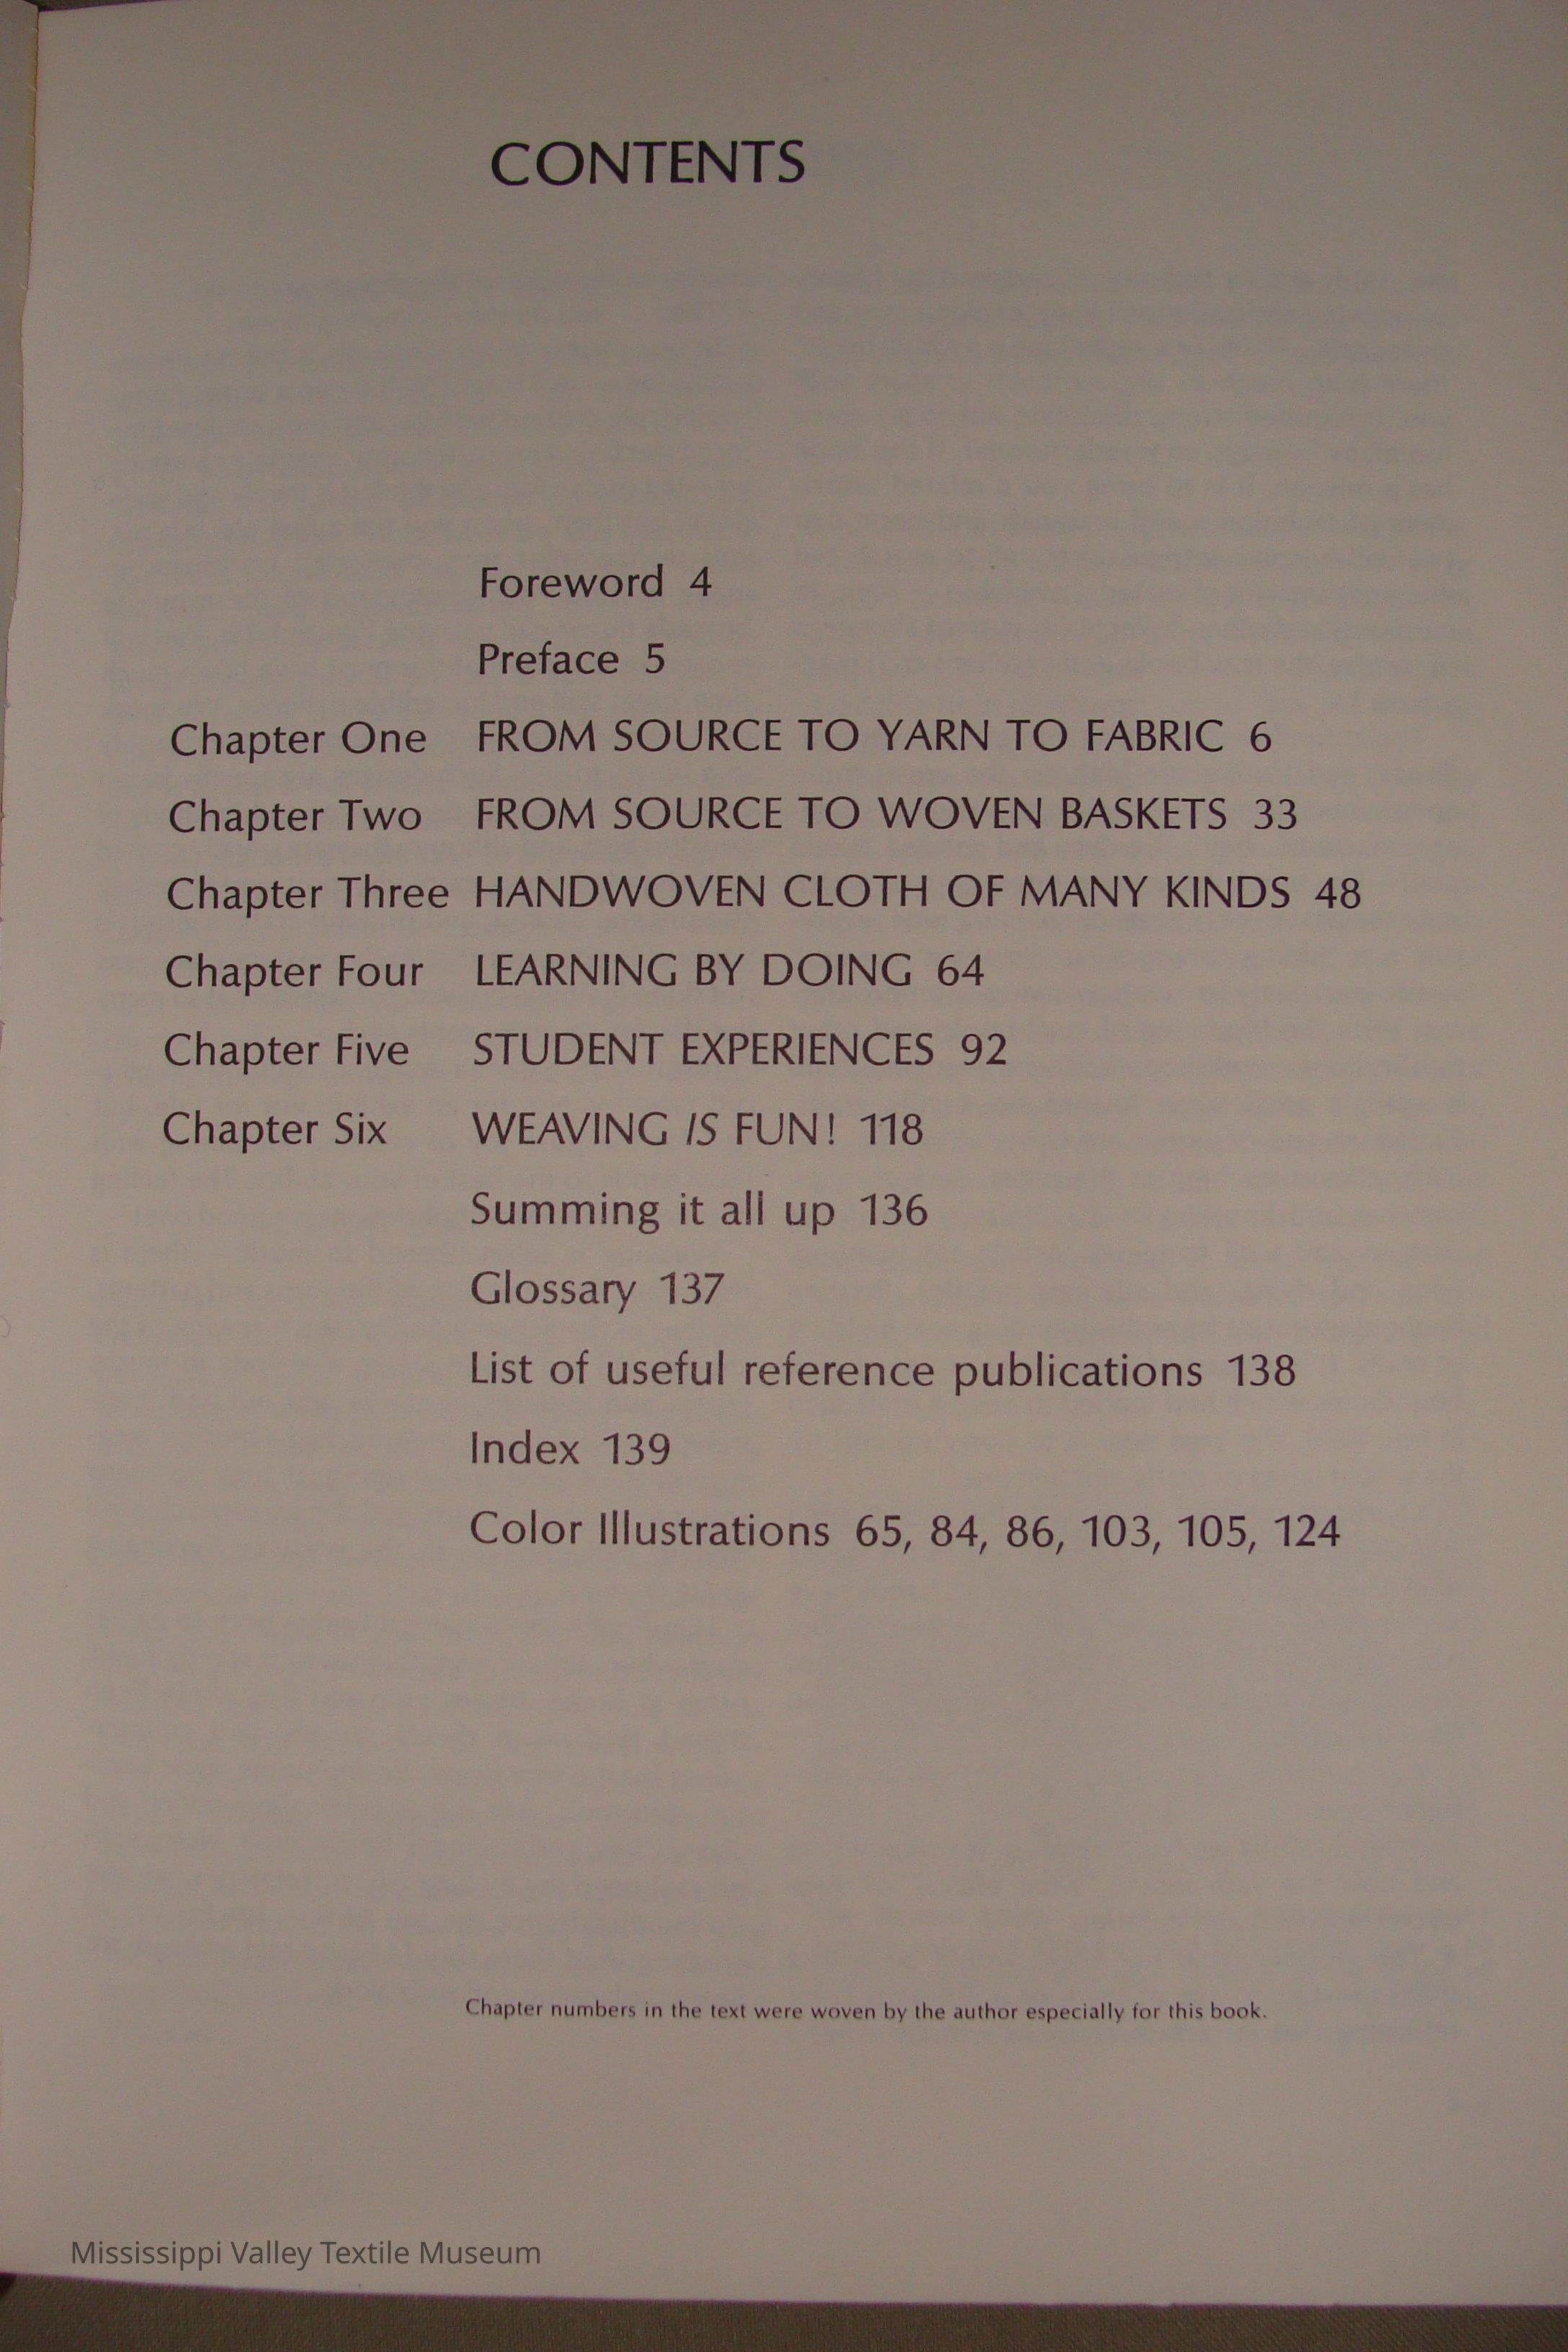 CONTENTS
Foreword 4
Preface 5
Chapter One FROM SOURCE TO YARN TO FABRIC 6
Chapter Two FROM SOURCE TO WOVEN BASKETS 33
Chapter Three HANDWOVEN CLOTH OF MANY KINDS 48
Chapter Four LEARNING BY DOING 64
Chapter Five STUDENT EXPERIENCES 92
Chapter Six WEAVING IS FUN! 118
Summing it all up 136
Glossary 137
List of useful reference publications 138
Index 139
Color Illustrations 65, 84, 86, 103, 105, 124
Chapter numbers in the text were woven by the author especially for this book.
Mississippi Valley Textile Museum